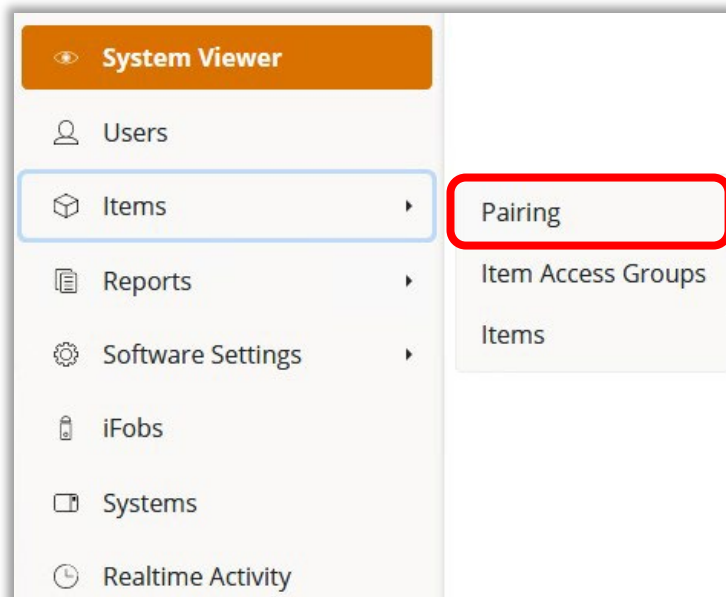 System Viewer
Users
Items
Pairing
Reports
Item Access Groups
Items
Software Settings
iFobs
Systems
Realtime Activity